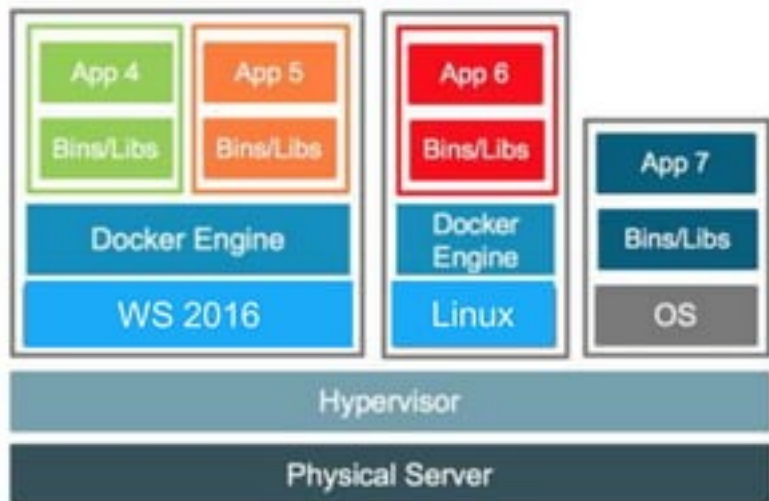 App 4
Bins/Libs
App 5
Bins/Libs
Docker Engine
WS 2016
App 6
Bins/Libs
Docker
Engine
Linux
App 7
Bins/Libs
OS
Hypervisor
Physical Server